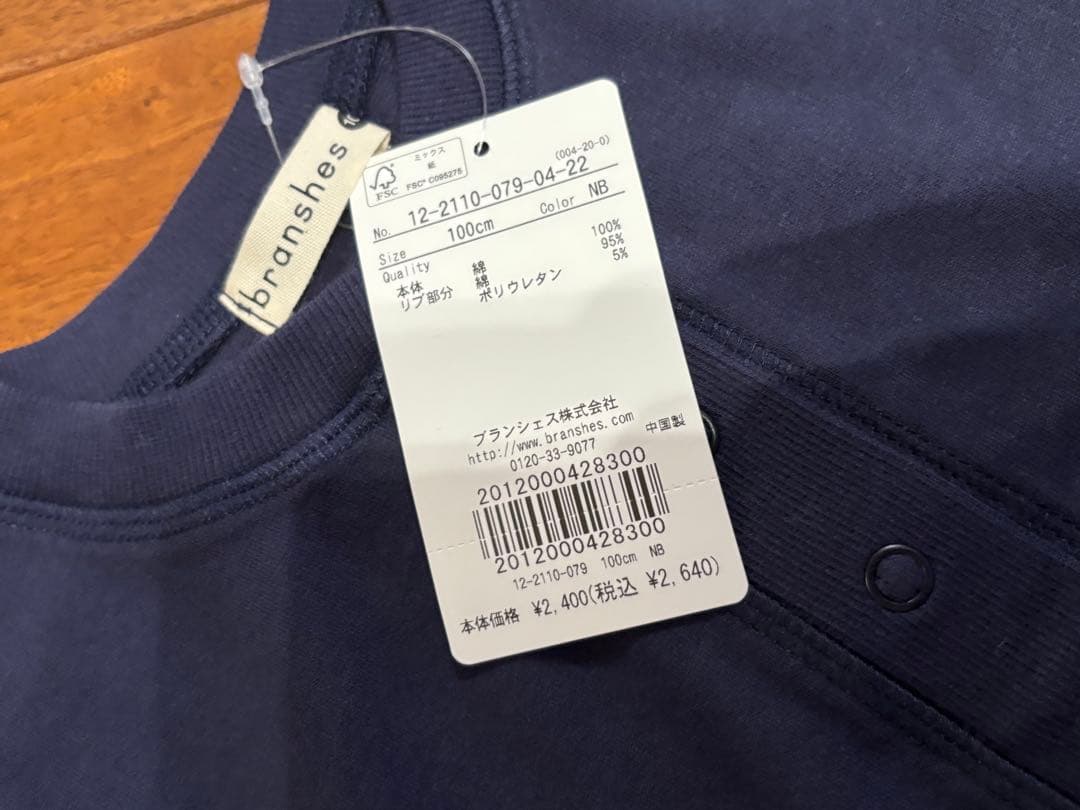 branshes
10
ミックス
紙
FSC
FSC® C095275
(004-20-0)
No. 12-2110-079-04-22
Size 100cm Color NB
Quality
本体 綿 100%
リブ部分 綿 95%
ポリウレタン 5%
ブランシェス株式会社
http://www.branshes.com
0120-33-9077 中国製
2012000428300
2012000428300
12-2110-079 100cm NB
本体価格 ¥2,400(税込 ¥2,640)